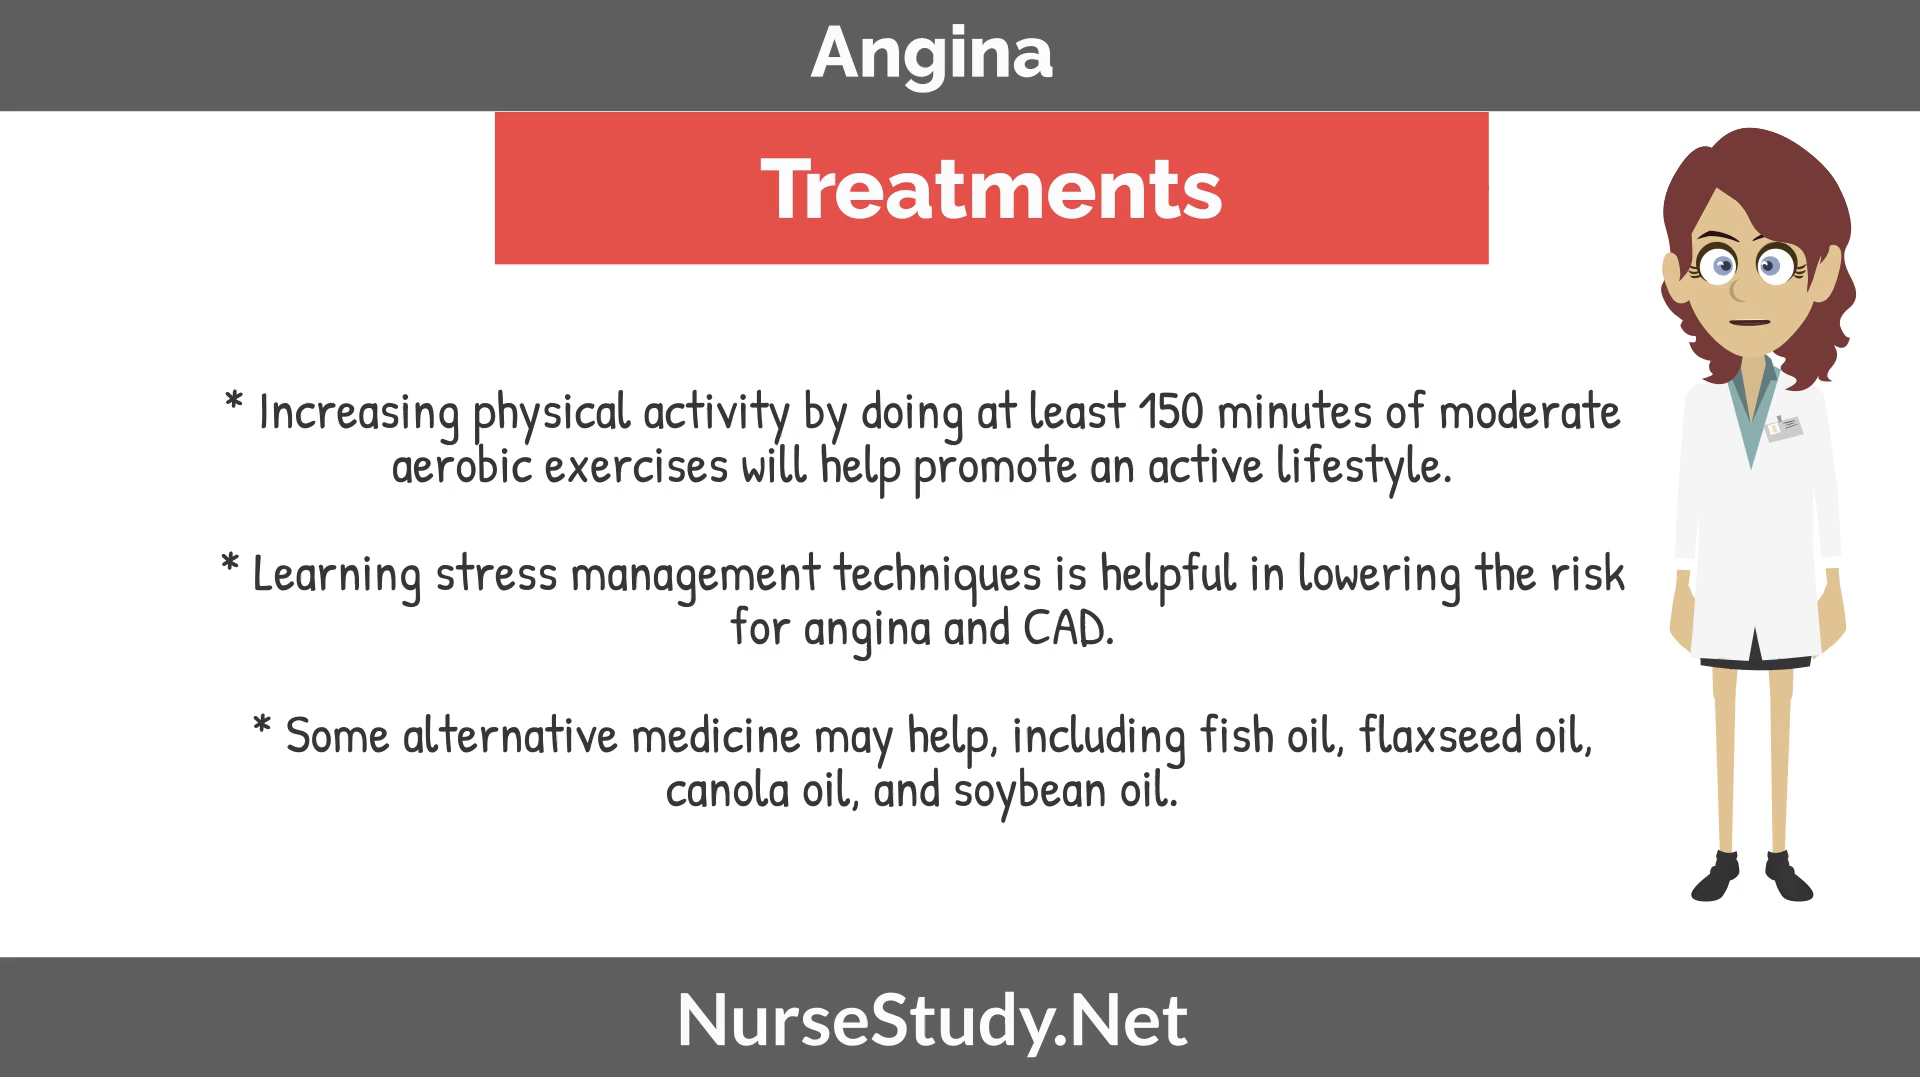 Angina
Treatments
* Increasing physical activity by doing at least 150 minutes of moderate
aerobic exercises will help promote an active lifestyle.
* Learning stress management techniques is helpful in lowering the risk
for angina and CAD.
* Some alternative medicine may help, including fish oil, flaxseed oil,
canola oil, and soybean oil.
NurseStudy.Net